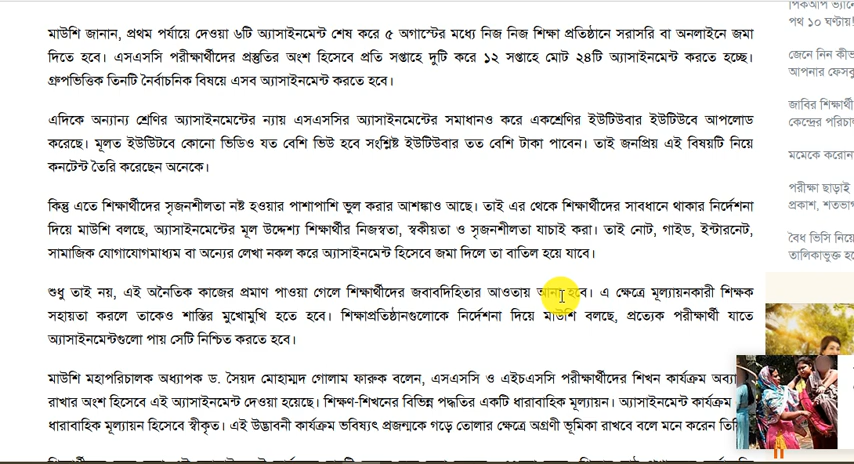 মাউশি জানান, প্রথম পর্যায়ে দেওয়া ৬টি অ্যাসাইনমেন্ট শেষ করে ৫ অগাস্টের মধ্যে নিজ নিজ শিক্ষা প্রতিষ্ঠানে সরাসরি বা অনলাইনে জমা
দিতে হবে। এসএসসি পরীক্ষার্থীদের প্রস্তুতির অংশ হিসেবে প্রতি সপ্তাহে দুটি করে ১২ সপ্তাহে মোট ২৪টি অ্যাসাইনমেন্ট করতে হচ্ছে।
গ্রুপভিত্তিক তিনটি নৈর্বাচনিক বিষয়ে এসব অ্যাসাইনমেন্ট করতে হবে।
এদিকে অন্যান্য শ্রেণির অ্যাসাইনমেন্টের ন্যায় এসএসসির অ্যাসাইনমেন্টের সমাধানও করে একশ্রেণির ইউটিউবার ইউটিউবে আপলোড
করেছে। মূলত ইউটিউবে কোনো ভিডিও যত বেশি ভিউ হবে সংশ্লিষ্ট ইউটিউবার তত বেশি টাকা পাবেন। তাই জনপ্রিয় এই বিষয়টি নিয়ে
কনটেন্ট তৈরি করেছেন অনেকে।
কিন্তু এতে শিক্ষার্থীদের সৃজনশীলতা নষ্ট হওয়ার পাশাপাশি ভুল করার আশঙ্কাও আছে। তাই এর থেকে শিক্ষার্থীদের সাবধানে থাকার নির্দেশনা
দিয়ে মাউশি বলছে, অ্যাসাইনমেন্টের মূল উদ্দেশ্য শিক্ষার্থীর নিজস্বতা, স্বকীয়তা ও সৃজনশীলতা যাচাই করা। তাই নোট, গাইড, ইন্টারনেট,
সামাজিক যোগাযোগমাধ্যম বা অন্যের লেখা নকল করে অ্যাসাইনমেন্ট হিসেবে জমা দিলে তা বাতিল হয়ে যাবে।
শুধু তাই নয়, এই অনৈতিক কাজের প্রমাণ পাওয়া গেলে শিক্ষার্থীদের জবাবদিহিতার আওতায় আনা হবে। এ ক্ষেত্রে মূল্যায়নকারী শিক্ষক
সহায়তা করলে তাকেও শাস্তির মুখোমুখি হতে হবে। শিক্ষাপ্রতিষ্ঠানগুলোকে নির্দেশনা দিয়ে মাউশি বলছে, প্রত্যেক পরীক্ষার্থী যাতে
অ্যাসাইনমেন্টগুলো পায় সেটি নিশ্চিত করতে হবে।
মাউশি মহাপরিচালক অধ্যাপক ড. সৈয়দ মোহাম্মদ গোলাম ফারুক বলেন, এসএসসি ও এইচএসসি পরীক্ষার্থীদের শিখন কার্যক্রম
রাখার অংশ হিসেবে এই অ্যাসাইনমেন্ট দেওয়া হয়েছে। শিক্ষণ-শিখনের বিভিন্ন পদ্ধতির একটি ধারাবাহিক মূল্যায়ন। অ্যাসাইনমেন্ট কার্যক্রম
ধারাবাহিক মূল্যায়ন হিসেবে স্বীকৃত। এই উদ্ভাবনী কার্যক্রম ভবিষ্যৎ প্রজন্মকে গড়ে তোলার ক্ষেত্রে অগ্রণী ভূমিকা রাখবে বলে মনে করেন
পথ ১০ ঘণ্টায়!
জেনে নিন
আপনার
জাবির শিক্ষার্থী
কেন্দ্রের
মমেকে
পরীক্ষা ছাড়াই
প্রকাশ,
বৈধ ভিসি নিয়ে
তালিকাভুক্ত